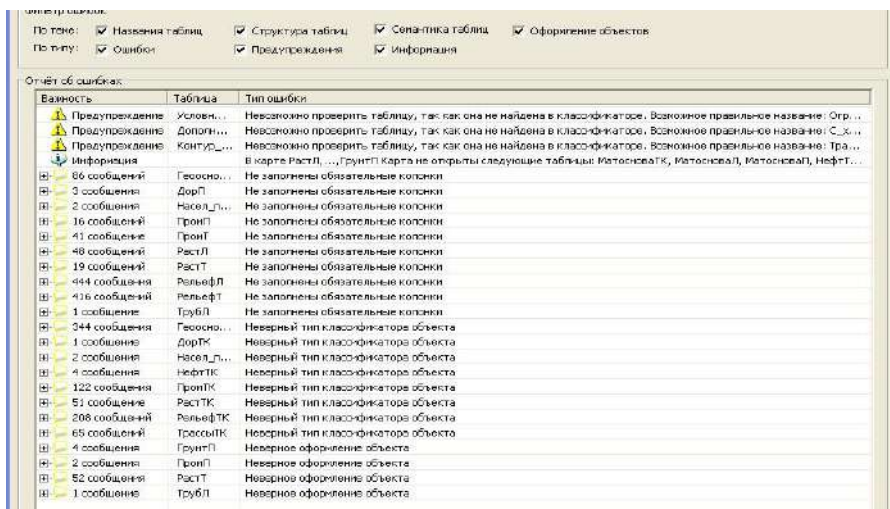 Фильтр ошибок
По теме: Названия таблиц Структура таблиц Семантика таблиц Оформление объектов
По типу: Ошибки Предупреждения Информация
Отчёт об ошибках
Важность Таблица Тип ошибки
Предупреждение Условн... Невозможно проверить таблицу, так как она не найдена в классификаторе. Возможное правильное название: Огр...
Предупреждение Дополн... Невозможно проверить таблицу, так как она не найдена в классификаторе. Возможное правильное название: С_х...
Предупреждение Контур_... Невозможно проверить таблицу, так как она не найдена в классификаторе. Возможное правильное название: Тра...
Информация В карте РастЛ, ...,ГрунтП Карта не открыты следующие таблицы: МатосноваТК, МатосноваЛ, МатосноваП, НефтТ...
86 сообщений Геоосно... Не заполнены обязательные колонки
3 сообщения ДорП Не заполнены обязательные колонки
2 сообщения Насел_п... Не заполнены обязательные колонки
16 сообщений ПромП Не заполнены обязательные колонки
41 сообщение ПромТ Не заполнены обязательные колонки
48 сообщений РастЛ Не заполнены обязательные колонки
19 сообщений РастТ Не заполнены обязательные колонки
444 сообщения РельефЛ Не заполнены обязательные колонки
416 сообщений РельефТ Не заполнены обязательные колонки
1 сообщение ТрубЛ Не заполнены обязательные колонки
344 сообщения Геоосно... Неверный тип классификатора объекта
1 сообщение ДорТК Неверный тип классификатора объекта
2 сообщения Насел_п... Неверный тип классификатора объекта
4 сообщения НефтТК Неверный тип классификатора объекта
122 сообщения ПромТК Неверный тип классификатора объекта
51 сообщение РастТК Неверный тип классификатора объекта
208 сообщений РельефТК Неверный тип классификатора объекта
65 сообщений ТрассыТК Неверный тип классификатора объекта
4 сообщения ГрунтП Неверное оформление объекта
2 сообщения ПромП Неверное оформление объекта
52 сообщения РастТ Неверное оформление объекта
1 сообщение ТрубЛ Неверное оформление объекта